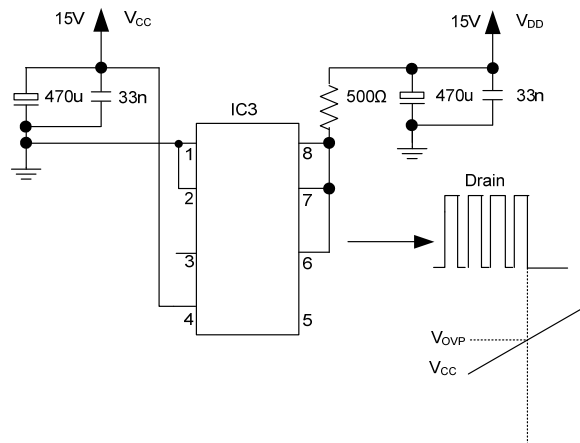 15V VCC
15V VDD
470u 33n
500Ω 470u 33n
IC3
1 8
2 7
3 6
4 5
Drain
VOVP
VCC